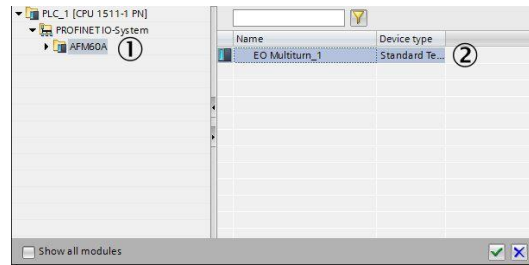 PLC_1 [CPU 1511-1 PN]
PROFINET IO-System
AFM60A ①
Name Device type
EO Multiturn_1 Standard Te... ②
Show all modules